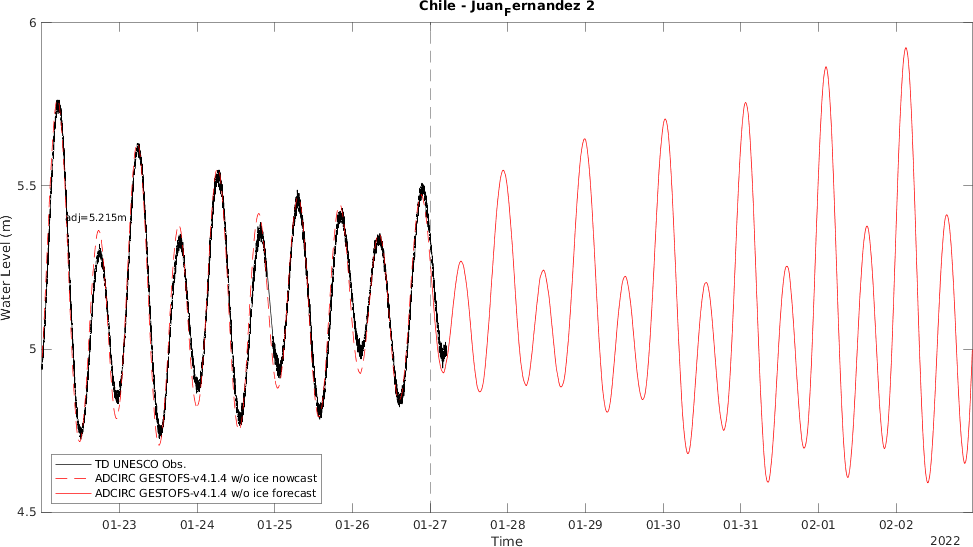 Chile - JuanFernandez 2
6
5.5
5
4.5
Water Level (m)
adj=5.215m
TD UNESCO Obs.
ADCIRC GESTOFS-v4.1.4 w/o ice nowcast
ADCIRC GESTOFS-v4.1.4 w/o ice forecast
01-23 01-24 01-25 01-26 01-27 01-28 01-29 01-30 01-31 02-01 02-02
Time
2022